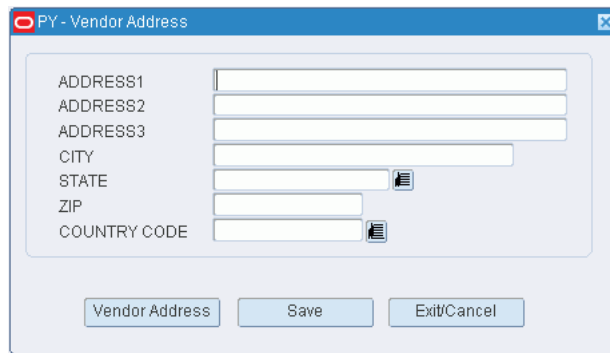 PY - Vendor Address
ADDRESS1
ADDRESS2
ADDRESS3
CITY
STATE
ZIP
COUNTRY CODE
Vendor Address Save Exit/Cancel